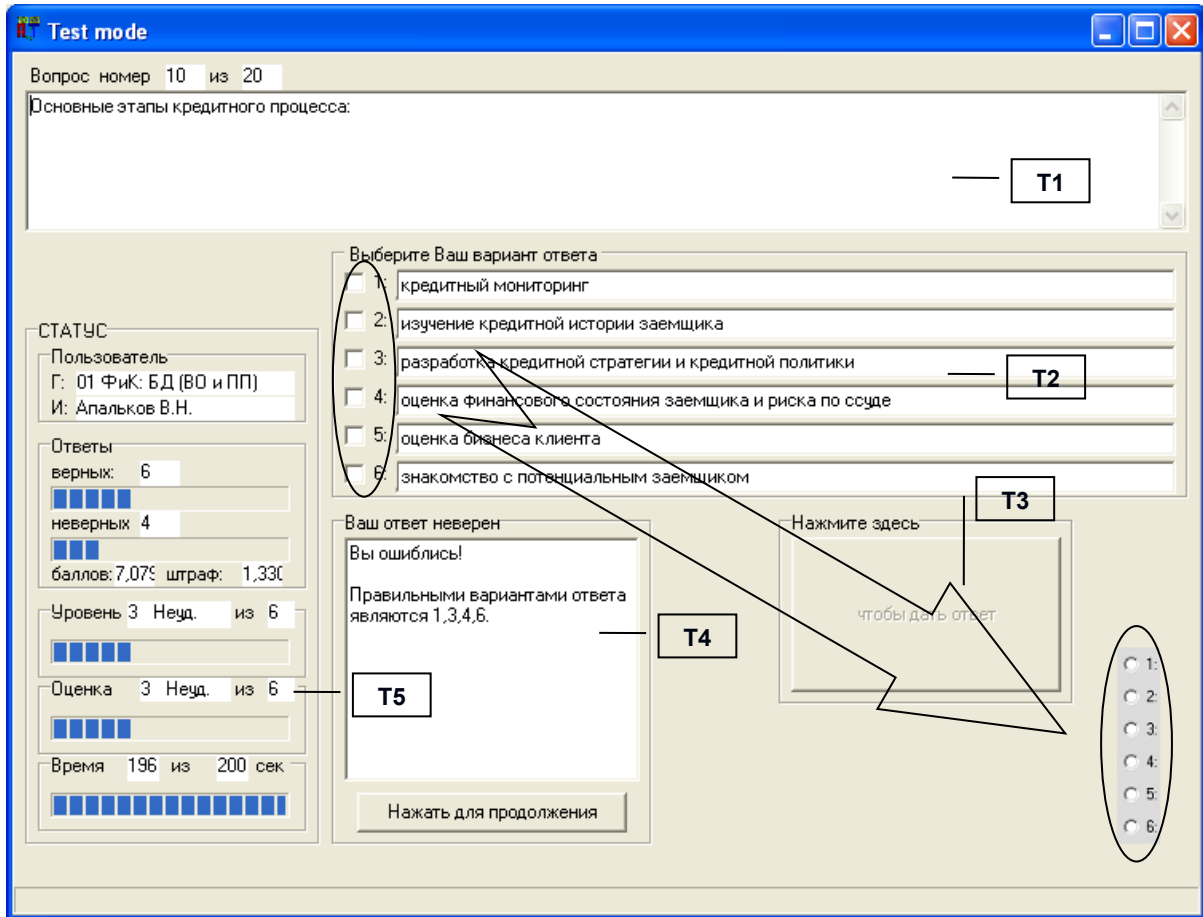 Test mode
Вопрос номер 10 из 20
Основные этапы кредитного процесса:
T1
Выберите Ваш вариант ответа
1: кредитный мониторинг
2: изучение кредитной истории заемщика
3: разработка кредитной стратегии и кредитной политики
T2
4: оценка финансового состояния заемщика и риска по ссуде
5: оценка бизнеса клиента
6: знакомство с потенциальным заемщиком
T3
СТАТУС
Пользователь
Г: 01 ФиК: БД (ВО и ПП)
И: Апальков В.Н.
Ответы
верных: 6
неверных 4
баллов: 7,079 штраф: 1,330
Уровень 3 Неуд. из 6
Оценка 3 Неуд. из 6
T5
Время 196 из 200 сек
Ваш ответ неверен
Вы ошиблись!
Правильными вариантами ответа
являются 1,3,4,6.
T4
Нажать для продолжения
Нажмите здесь
чтобы дать ответ
1:
2:
3:
4:
5:
6: